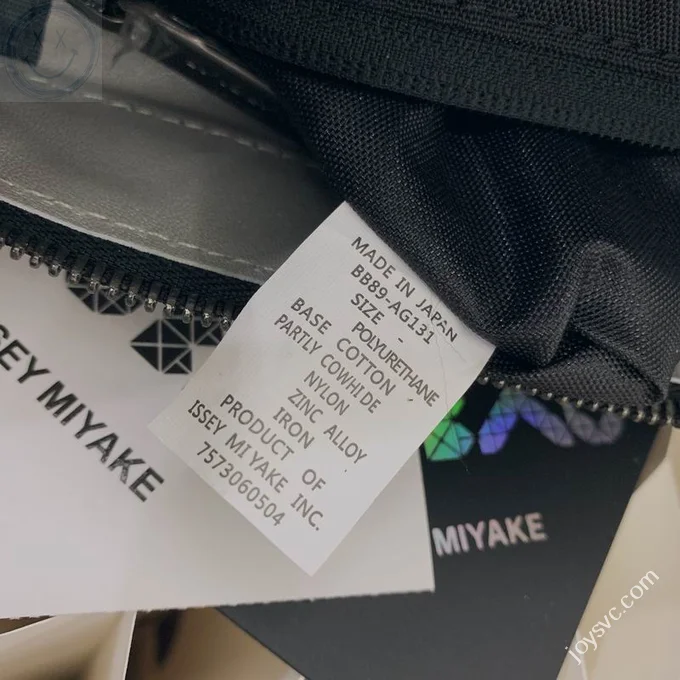 MADE IN JAPAN
BB89-AG131
SIZE -
POLYURETHANE
BASE COTTON
PARTLY COWHIDE
NYLON
ZINC ALLOY
IRON
PRODUCT OF
ISSEY MIYAKE INC.
7573060504
SSEY MIYAKE
MIYAKE
joysvc.com